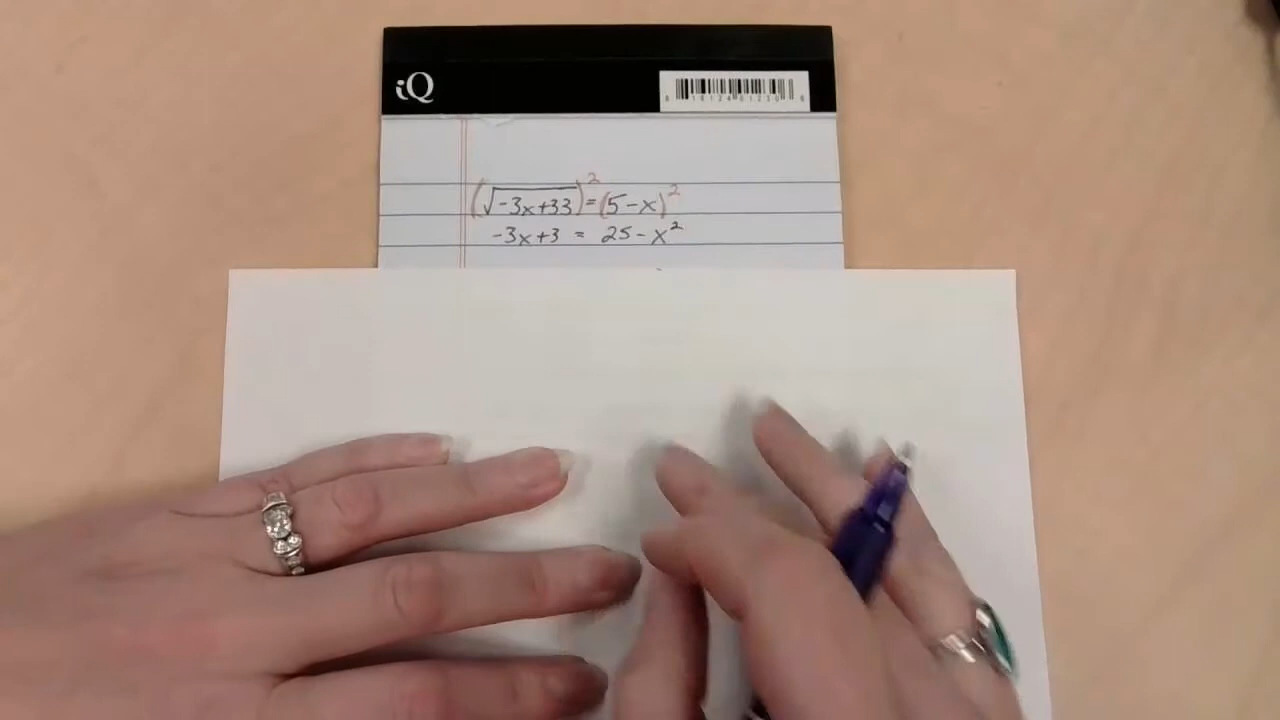 iQ
(√-3x+33)² = (5-x)²
-3x+3 = 25-x²